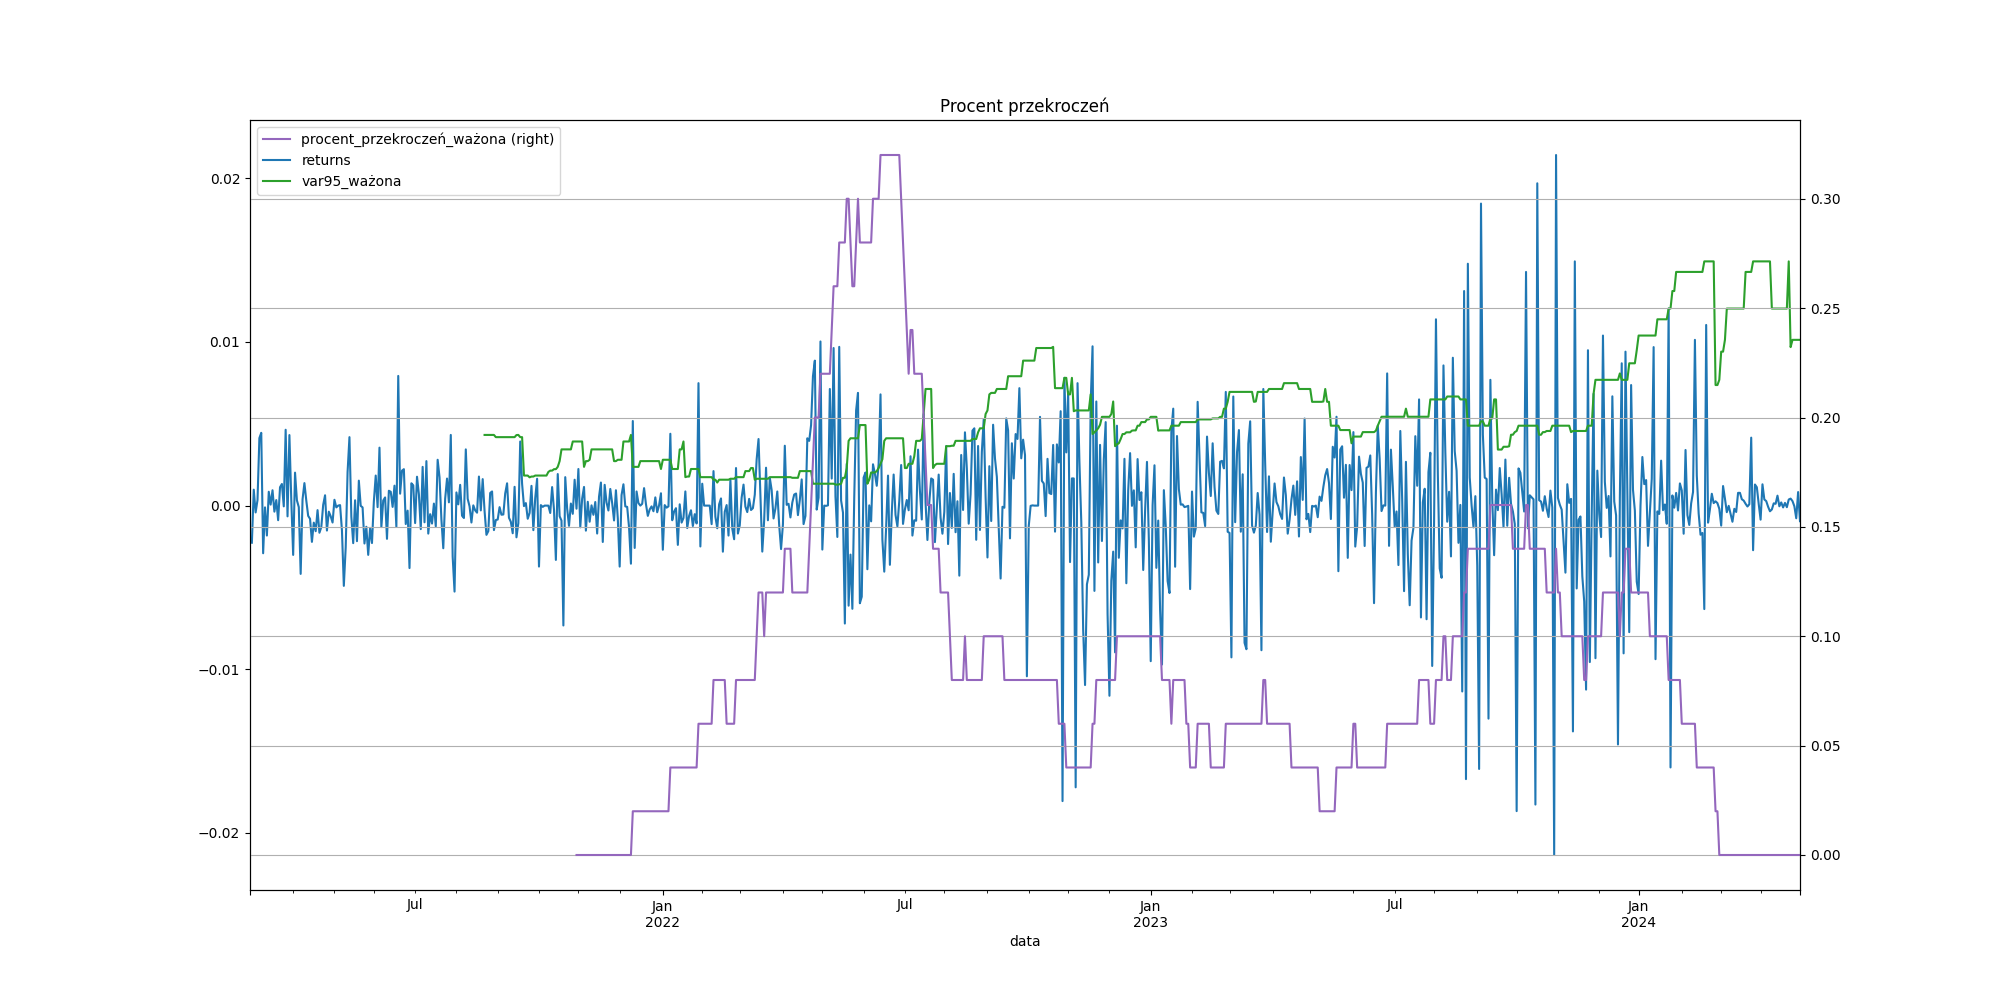 Procent przekroczeń
procent_przekroczeń_ważona (right)
returns
var95_ważona
0.02
0.01
0.00
−0.01
−0.02
0.30
0.25
0.20
0.15
0.10
0.05
0.00
Jul
Jan
2022
Jul
Jan
2023
Jul
Jan
2024
data